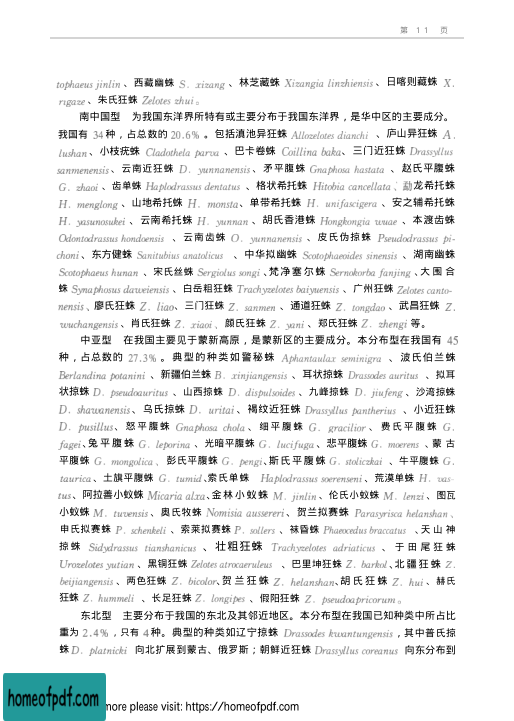 第 11 页
tophaeus jinlin 、西藏幽蛛 S. xizang 、林芝藏蛛 Xizangia linzhiensis 、日喀则藏蛛 X.
rigaze 、朱氏狂蛛 Zelotes zhui 。
南中国型 为我国东洋界所特有或主要分布于我国东洋界，是华中区的主要成分。
我国有 34 种，占总数的 20.6% 。包括滇池异狂蛛 Allozelotes dianchi 、庐山异狂蛛 A.
lushan 、小枝疣蛛 Cladothela parva 、巴卡卷蛛 Coillina baka、三门近狂蛛 Drassyllus
sanmenensis 、云南近狂蛛 D. yunnanensis、矛平腹蛛 Gnaphosa hastata 、赵氏平腹蛛
G. zhaoi 、齿单蛛 Haplodrassus dentatus 、格状希托蛛 Hitobia cancellata、勐龙希托蛛
H. menglong 、山地希托蛛 H. monsta、单带希托蛛 H. unifascigera 、安之辅希托蛛
H. yasunosukei 、云南希托蛛 H. yunnan 、胡氏香港蛛 Hongkongia wuae 、本渡齿蛛
Odontodrassus hondoensis 、云南齿蛛 O. yunnanensis 、皮氏伪掠蛛 Pseudodrassus pi-
choni 、东方健蛛 Sanitubius anatolicus 、中华拟幽蛛 Scotophaeoides sinensis 、湖南幽蛛
Scotophaeus hunan 、宋氏丝蛛 Sergiolus songi 、梵净塞尔蛛 Sernokorba fanjing 、大围合
蛛 Synaphosus daweiensis 、白岳粗狂蛛 Trachyzelotes baiyuensis 、广州狂蛛 Zelotes canto-
nensis 、廖氏狂蛛 Z. liao、三门狂蛛 Z. sanmen 、通道狂蛛 Z. tongdao 、武昌狂蛛 Z.
wuchangensis 、肖氏狂蛛 Z. xiaoi 、颜氏狂蛛 Z. yani 、郑氏狂蛛 Z. zhengi 等。
中亚型 在我国主要见于蒙新高原，是蒙新区的主要成分。本分布型在我国有 45
种，占总数的 27.3% 。典型的种类如警秘蛛 Aphantaulax seminigra 、波氏伯兰蛛
Berlandina potanini 、新疆伯兰蛛 B. xinjiangensis 、耳状掠蛛 Drassodes auritus 、拟耳
状掠蛛 D. pseudoauritus 、山西掠蛛 D. dispulsoides 、九峰掠蛛 D. jiufeng 、沙湾掠蛛
D. shawanensis 、乌氏掠蛛 D. uritai 、褐纹近狂蛛 Drassyllus pantherius 、小近狂蛛
D. pusillus、怒平腹蛛 Gnaphosa chola 、细平腹蛛 G. gracilior 、费氏平腹蛛 G.
fagei、兔平腹蛛 G. leporina 、光暗平腹蛛 G. lucifuga、悲平腹蛛 G. moerens 、蒙古
平腹蛛 G. mongolica 、彭氏平腹蛛 G. pengi、斯氏平腹蛛 G. stoliczkai 、牛平腹蛛 G.
taurica 、土旗平腹蛛 G. tumid、索氏单蛛 Haplodrassus soerenseni 、荒漠单蛛 H. vas-
tus 、阿拉善小蚁蛛 Micaria alxa、金林小蚁蛛 M. jinlin 、伦氏小蚁蛛 M. lenzi 、图瓦
小蚁蛛 M. tuvensis 、奥氏牧蛛 Nomisia aussereri 、贺兰拟赛蛛 Parasyrisca helanshan 、
申氏拟赛蛛 P. schenkeli 、索莱拟赛蛛 P. sollers 、袜昏蛛 Phaeocedus braccatus 、天山神
掠蛛 Sidydrassus tianshanicus 、壮粗狂蛛 Trachyzelotes adriaticus 、于田尾狂蛛
Urozelotes yutian 、黑铜狂蛛 Zelotes atrocaeruleus 、巴里坤狂蛛 Z. barkol、北疆狂蛛 Z.
beijiangensis 、两色狂蛛 Z. bicolor、贺兰狂蛛 Z. helanshan、胡氏狂蛛 Z. hui 、赫氏
狂蛛 Z. hummeli 、长足狂蛛 Z. longipes 、假阳狂蛛 Z. pseudoapricorum 。
东北型 主要分布于我国的东北及其邻近地区。本分布型在我国已知种类中所占比
重为 2.4% ，只有 4种。典型的种类如辽宁掠蛛 Drassodes kwantungensis ，其中普氏掠
蛛 D. platnicki 向北扩展到蒙古、俄罗斯；朝鲜近狂蛛 Drassyllus coreanus 向东分布到
homeofpdf.com
more please visit: https://homeofpdf.com